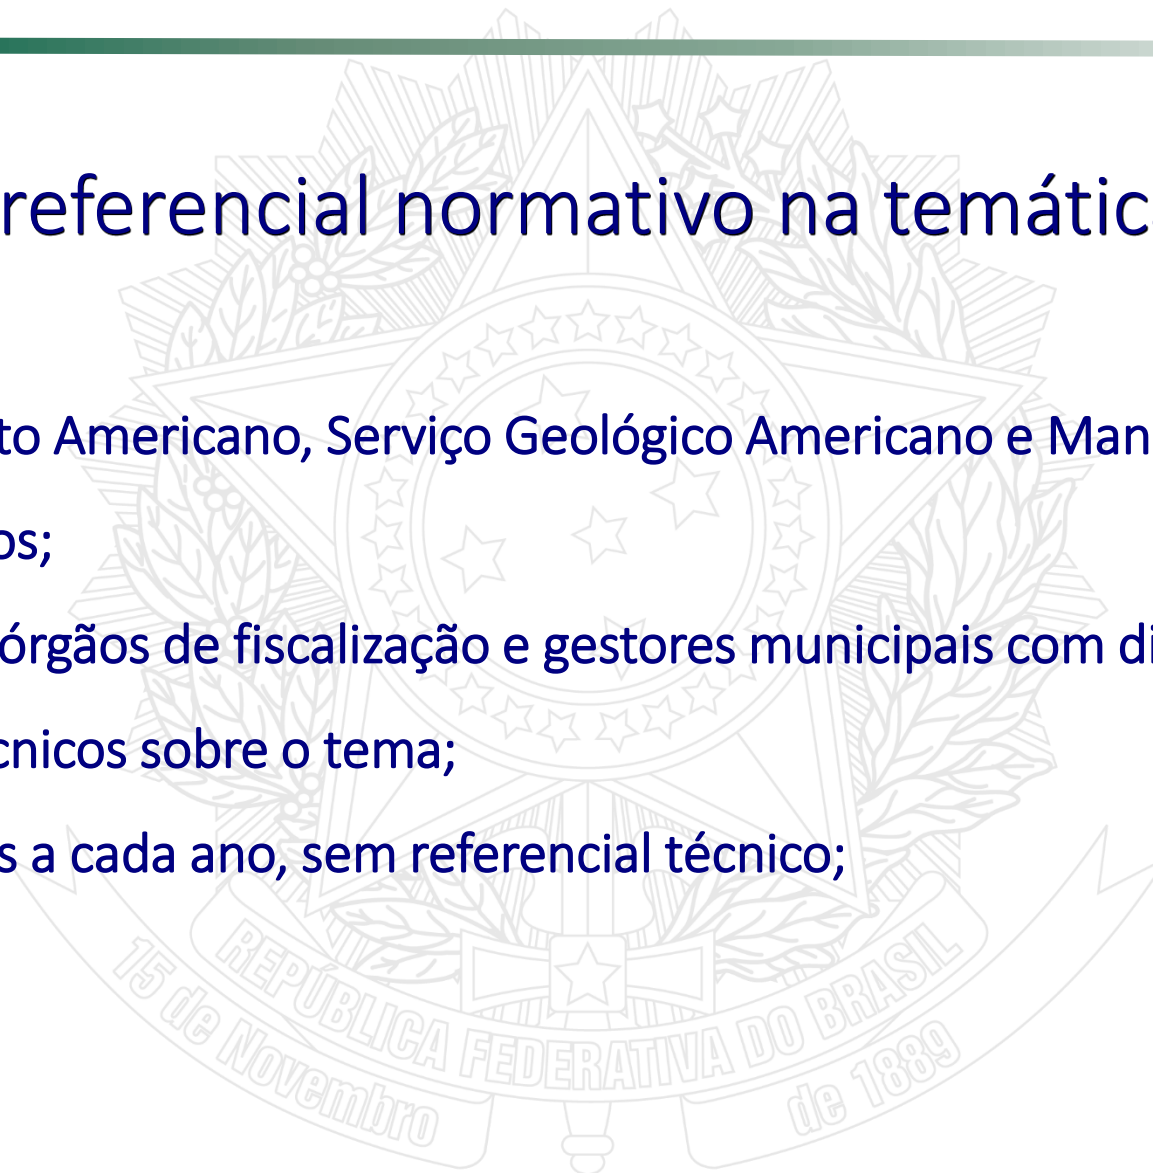 referencial normativo na temátic
to Americano, Serviço Geológico Americano e Man
os;
órgãos de fiscalização e gestores municipais com di
cnicos sobre o tema;
s a cada ano, sem referencial técnico;
REPÚBLICA FEDERATIVA DO BRASIL
15 de Novembro de 1889